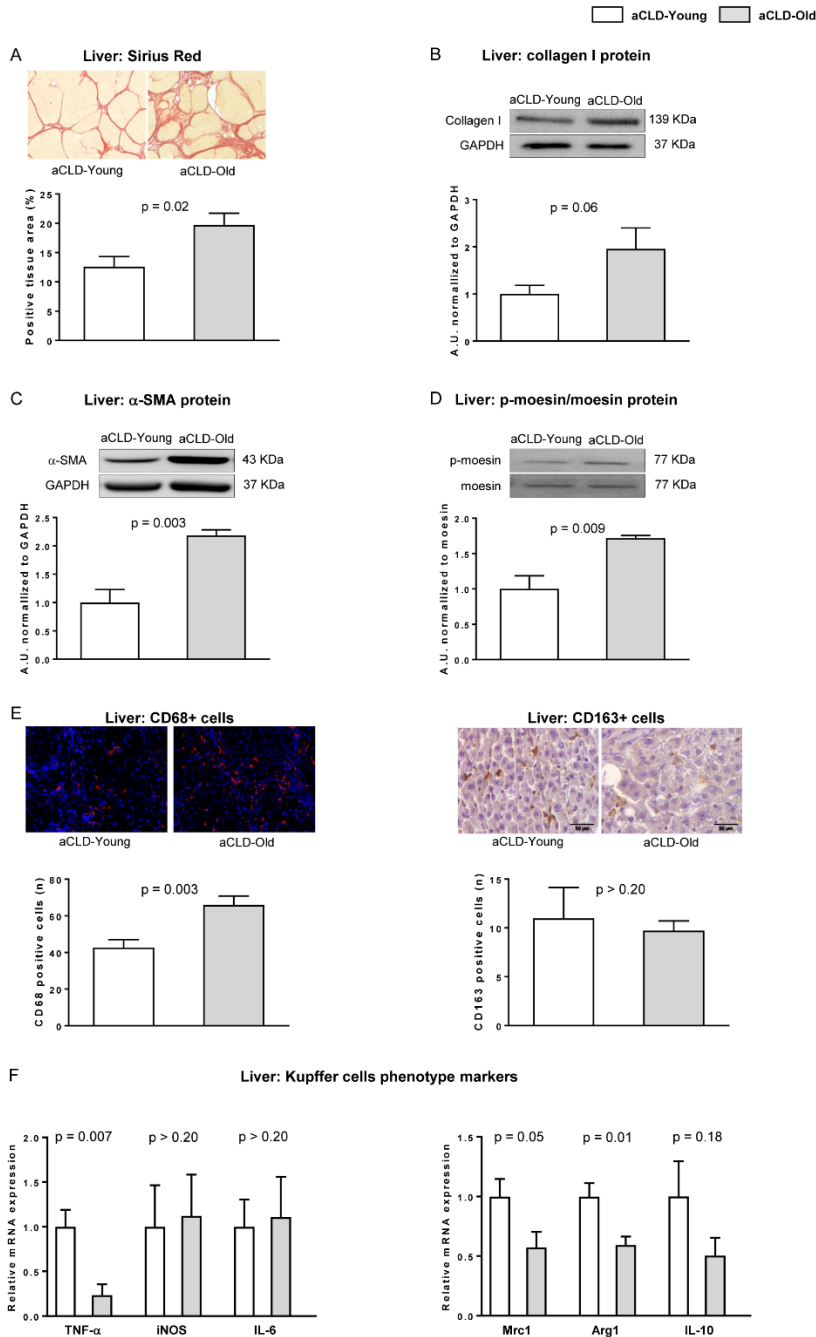 aCLD-Young aCLD-Old
A Liver: Sirius Red
aCLD-Young aCLD-Old
Positive tissue area (%)
25
20
15
10
5
0
p = 0.02
B Liver: collagen I protein
aCLD-Young aCLD-Old
Collagen I 139 KDa
GAPDH 37 KDa
A.U. normallized to GAPDH
3
2
1
0
p = 0.06
C Liver: α-SMA protein
aCLD-Young aCLD-Old
α-SMA 43 KDa
GAPDH 37 KDa
A.U. normallized to GAPDH
2.5
2.0
1.5
1.0
0.5
0.0
p = 0.003
D Liver: p-moesin/moesin protein
aCLD-Young aCLD-Old
p-moesin 77 KDa
moesin 77 KDa
A.U. normallized to moesin
2.0
1.5
1.0
0.5
0.0
p = 0.009
E Liver: CD68+ cells
aCLD-Young aCLD-Old
CD68 positive cells (n)
80
60
40
20
0
p = 0.003
Liver: CD163+ cells
50 µm 50 µm
aCLD-Young aCLD-Old
CD163 positive cells (n)
15
10
5
0
p > 0.20
F Liver: Kupffer cells phenotype markers
Relative mRNA expression
2.0
1.5
1.0
0.5
0.0
p = 0.007 p > 0.20 p > 0.20
TNF-α iNOS IL-6
Relative mRNA expression
1.5
1.0
0.5
0.0
p = 0.05 p = 0.01 p = 0.18
Mrc1 Arg1 IL-10